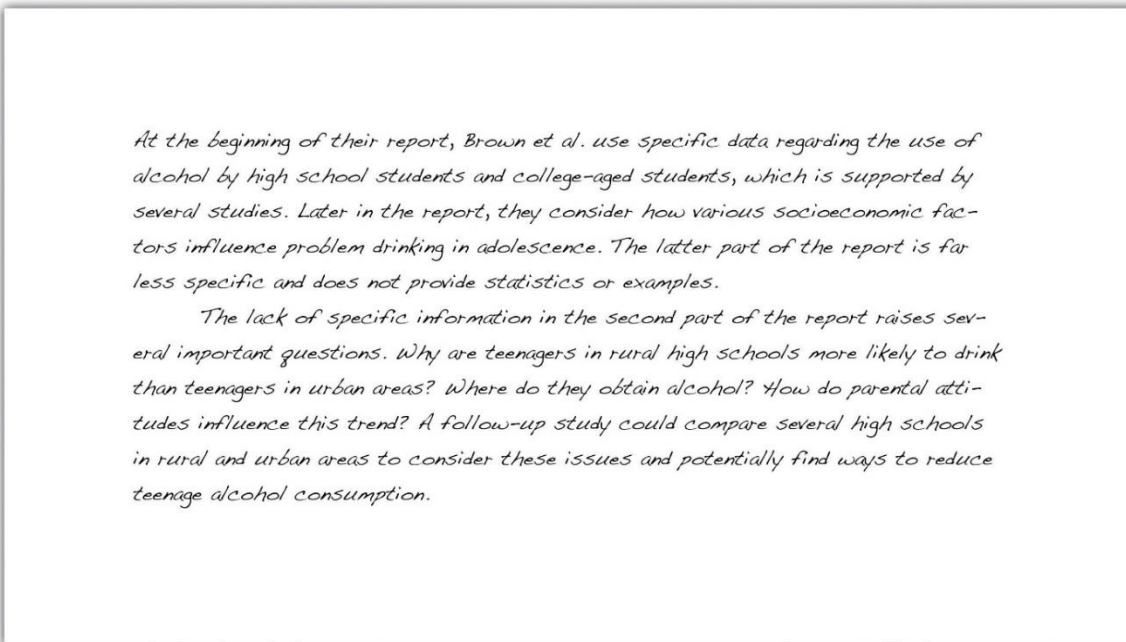 At the beginning of their report, Brown et al. use specific data regarding the use of
alcohol by high school students and college-aged students, which is supported by
several studies. Later in the report, they consider how various socioeconomic fac-
tors influence problem drinking in adolescence. The latter part of the report is far
less specific and does not provide statistics or examples.
The lack of specific information in the second part of the report raises sev-
eral important questions. Why are teenagers in rural high schools more likely to drink
than teenagers in urban areas? Where do they obtain alcohol? How do parental atti-
tudes influence this trend? A follow-up study could compare several high schools
in rural and urban areas to consider these issues and potentially find ways to reduce
teenage alcohol consumption.